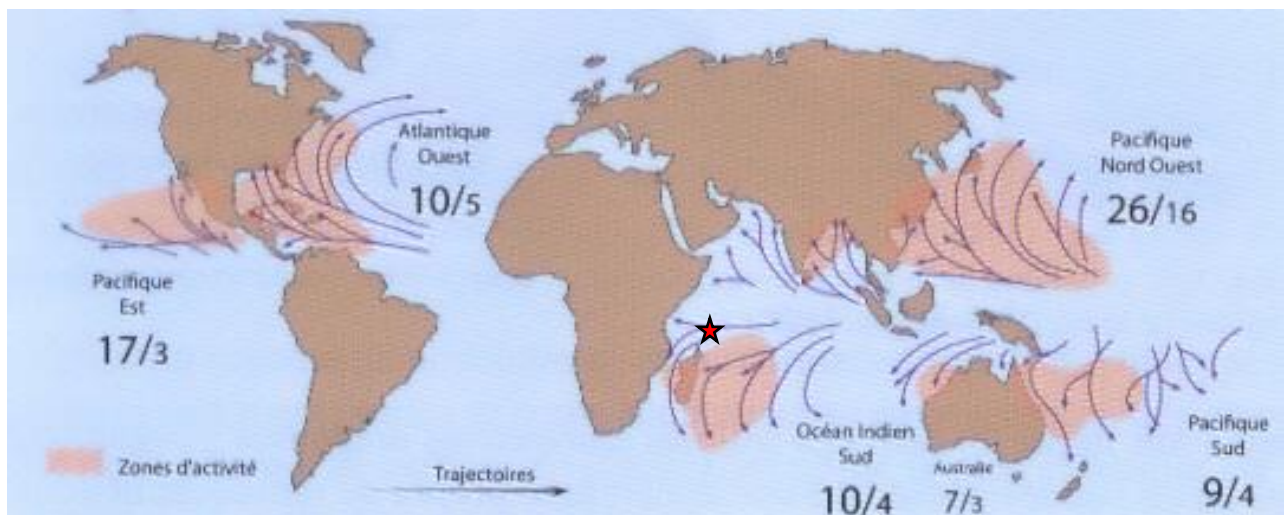 Atlantique
Ouest
10/5
Pacifique
Nord Ouest
26/16
Pacifique
Est
17/3
Océan Indien
Sud
10/4
Australie
7/3
Pacifique
Sud
9/4
Zones d'activité
Trajectoires